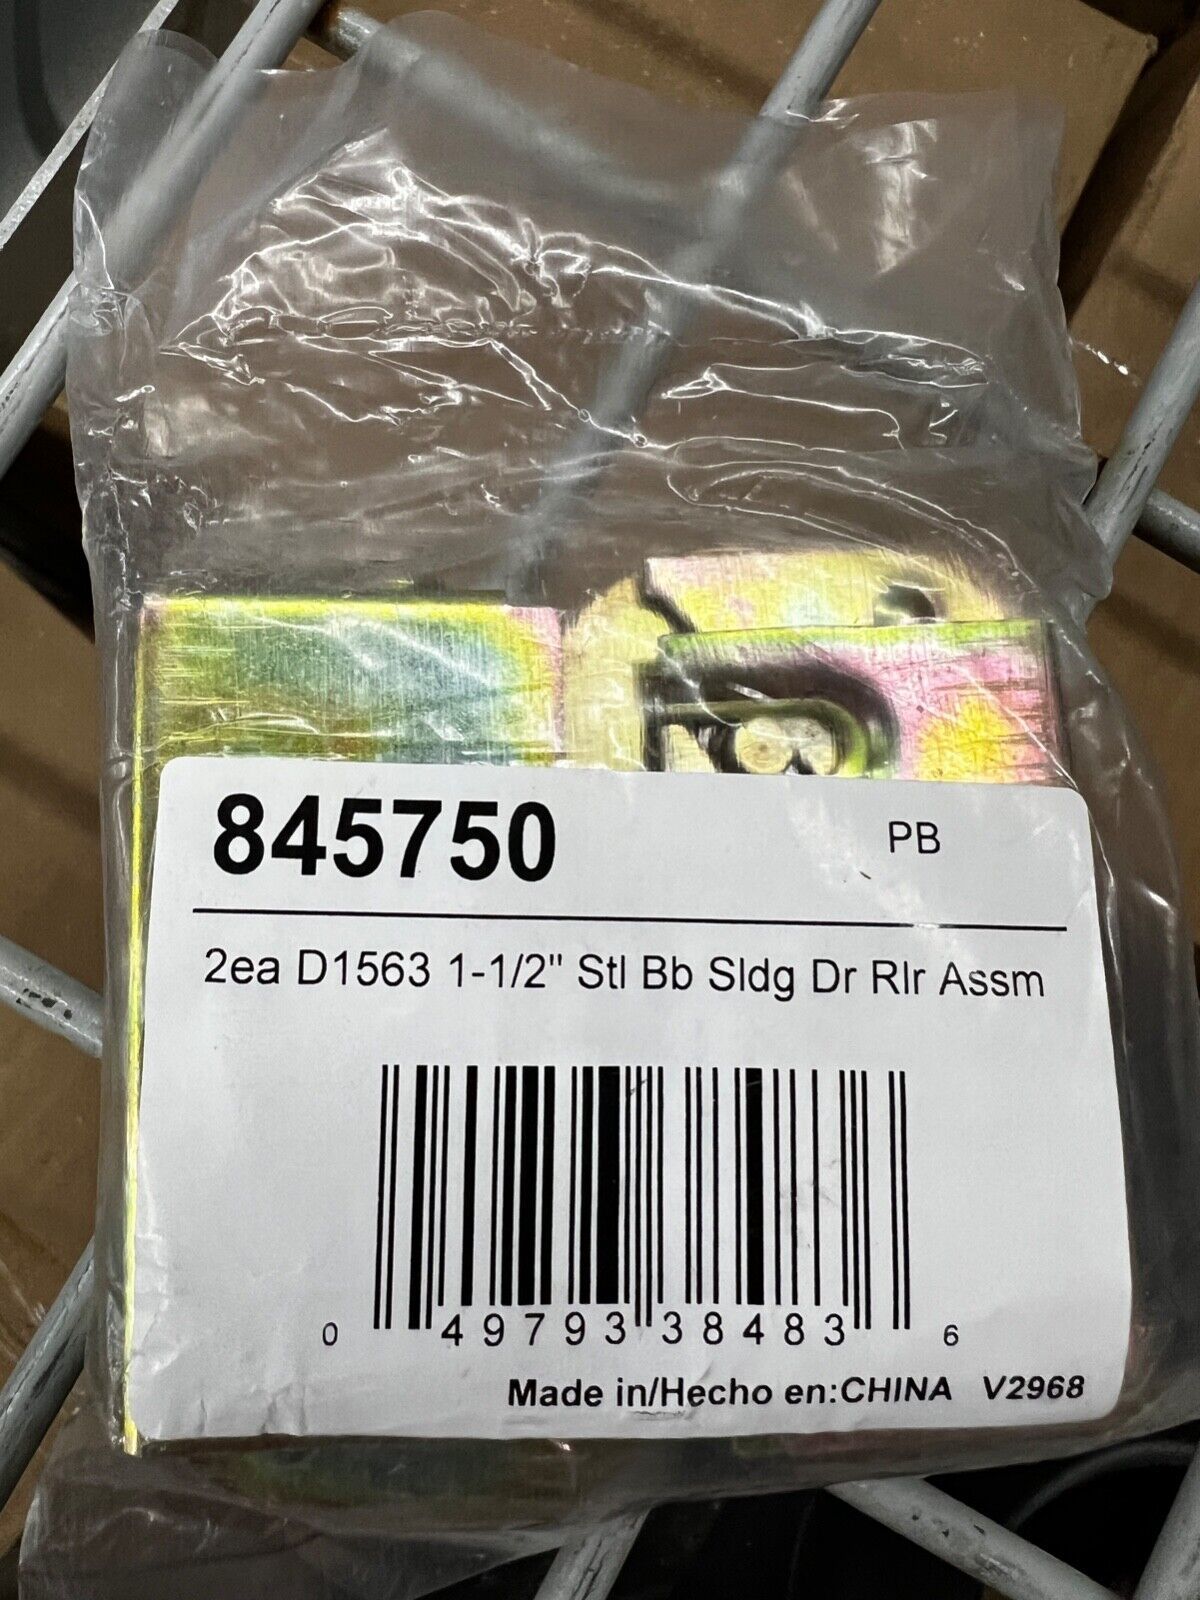 845750
PB
2ea D1563 1-1/2" Stl Bb Sldg Dr Rlr Assm
0 49793 38483 6
Made in/Hecho en:CHINA V2968